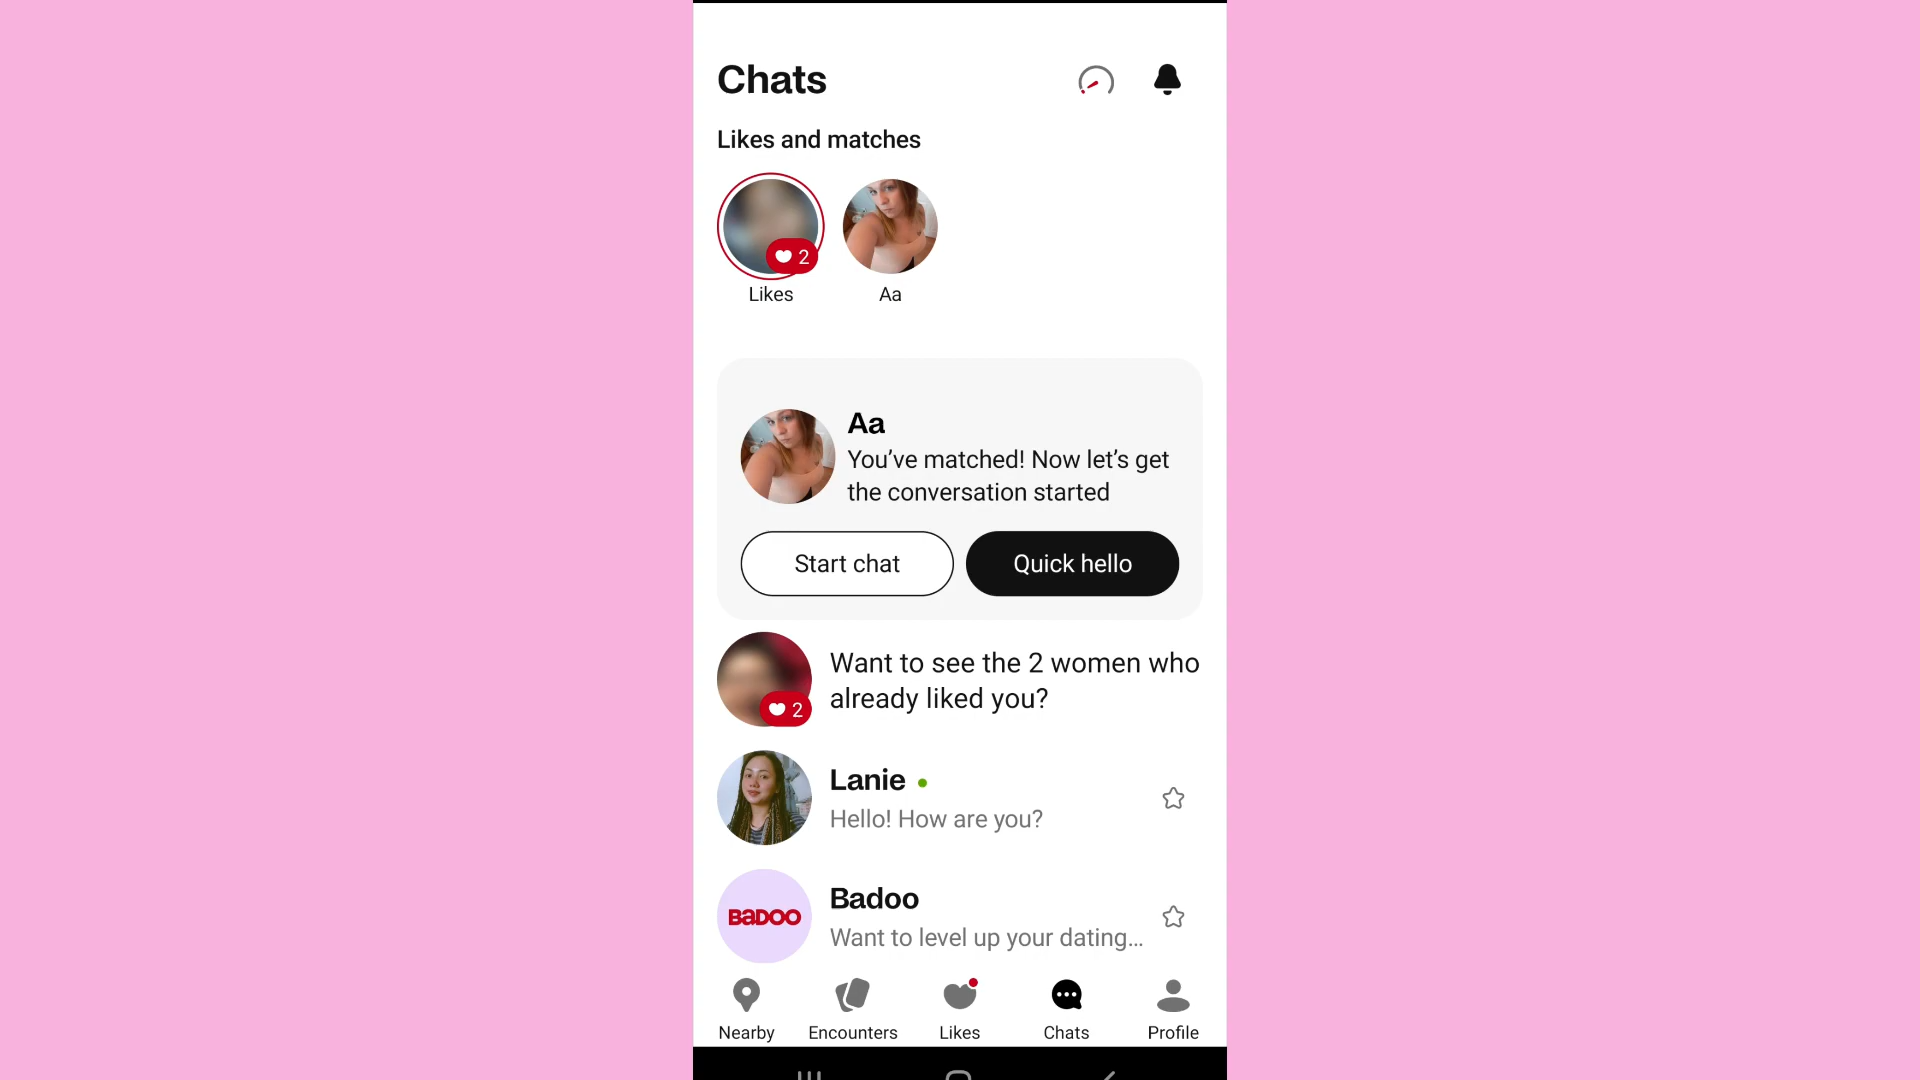 Chats
Likes and matches
2
Likes
Aa
Aa
You’ve matched! Now let’s get
the conversation started
Start chat
Quick hello
Want to see the 2 women who
already liked you?
2
Lanie
Hello! How are you?
BADOO
Badoo
Want to level up your dating...
Nearby
Encounters
Likes
Chats
Profile